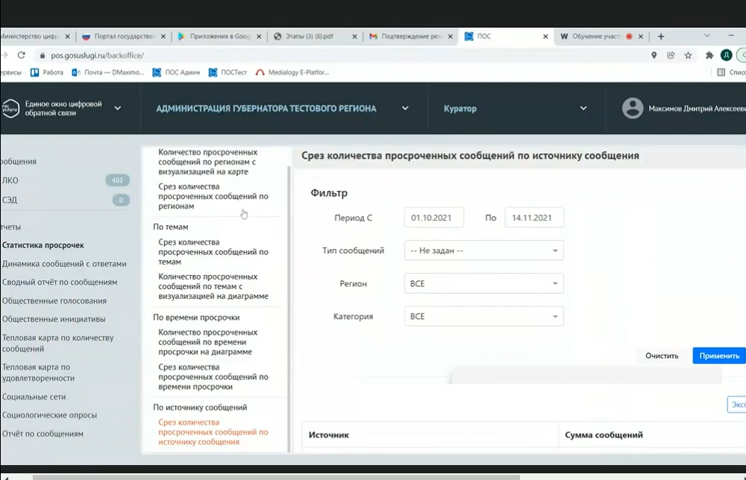 министерство цифр
Портал государствен
Приложения в Goog
Этапы (3) (6).pdf
Подтверждение рег
ПОС
Обучение участ
pos.gosuslugi.ru/backoffice/
ервисы
Работа
Почта — DMaximo...
ПОС Админ
ПОСТест
Medialogy E-Platfor...
Списо
Единое окно цифровой
обратной связи
АДМИНИСТРАЦИЯ ГУБЕРНАТОРА ТЕСТОВОГО РЕГИОНА
Куратор
Максимов Дмитрий Алексеев
ообщения
ЛКО
402
СЭД
0
тчеты
Статистика просрочек
Динамика сообщений с ответами
Сводный отчёт по сообщениям
Общественные голосования
Общественные инициативы
Тепловая карта по количеству
сообщений
Тепловая карта по
удовлетворенности
Социальные сети
Социологические опросы
Отчёт по сообщениям
Количество просроченных
сообщений по регионам с
визуализацией на карте
Срез количества
просроченных сообщений по
регионам
По темам
Срез количества
просроченных сообщений по
темам
Количество просроченных
сообщений по темам с
визуализацией на диаграмме
По времени просрочки
Количество просроченных
сообщений по времени
просрочки на диаграмме
Срез количества
просроченных сообщений по
времени просрочки
По источнику сообщений
Срез количества
просроченных сообщений по
источнику сообщения
Срез количества просроченных сообщений по источнику сообщения
Фильтр
Период С
01.10.2021
По
14.11.2021
Тип сообщений
-- Не задан --
Регион
ВСЕ
Категория
ВСЕ
Очистить
Применить
Экс
Источник
Сумма сообщений